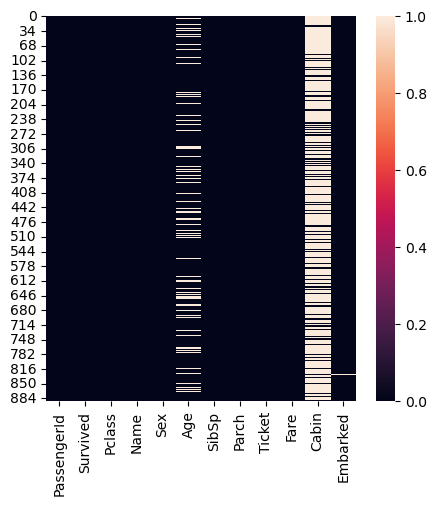 0
34
68
102
136
170
204
238
272
306
340
374
408
442
476
510
544
578
612
646
680
714
748
782
816
850
884
PassengerId
Survived
Pclass
Name
Sex
Age
SibSp
Parch
Ticket
Fare
Cabin
Embarked
1.0
0.8
0.6
0.4
0.2
0.0